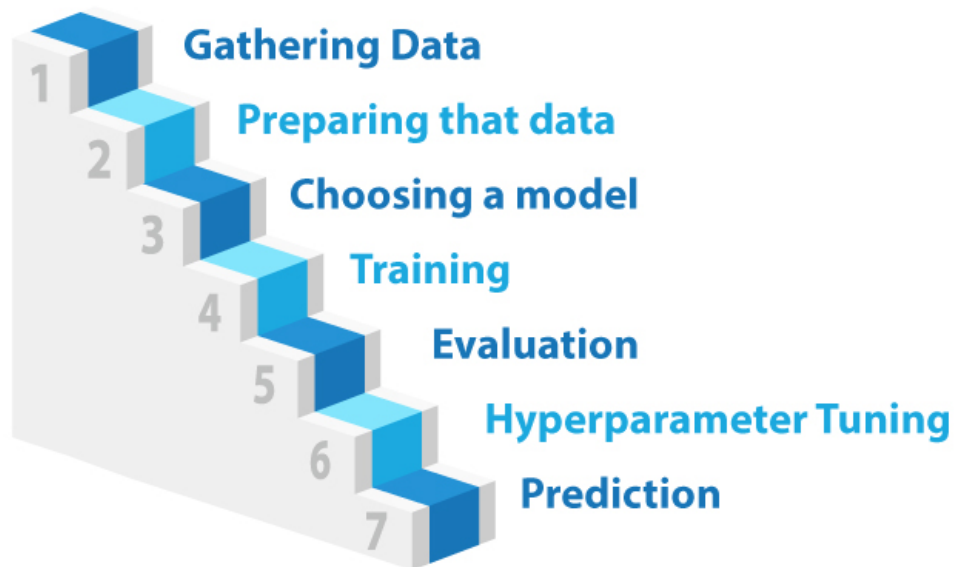 1 Gathering Data
2 Preparing that data
3 Choosing a model
4 Training
5 Evaluation
6 Hyperparameter Tuning
7 Prediction